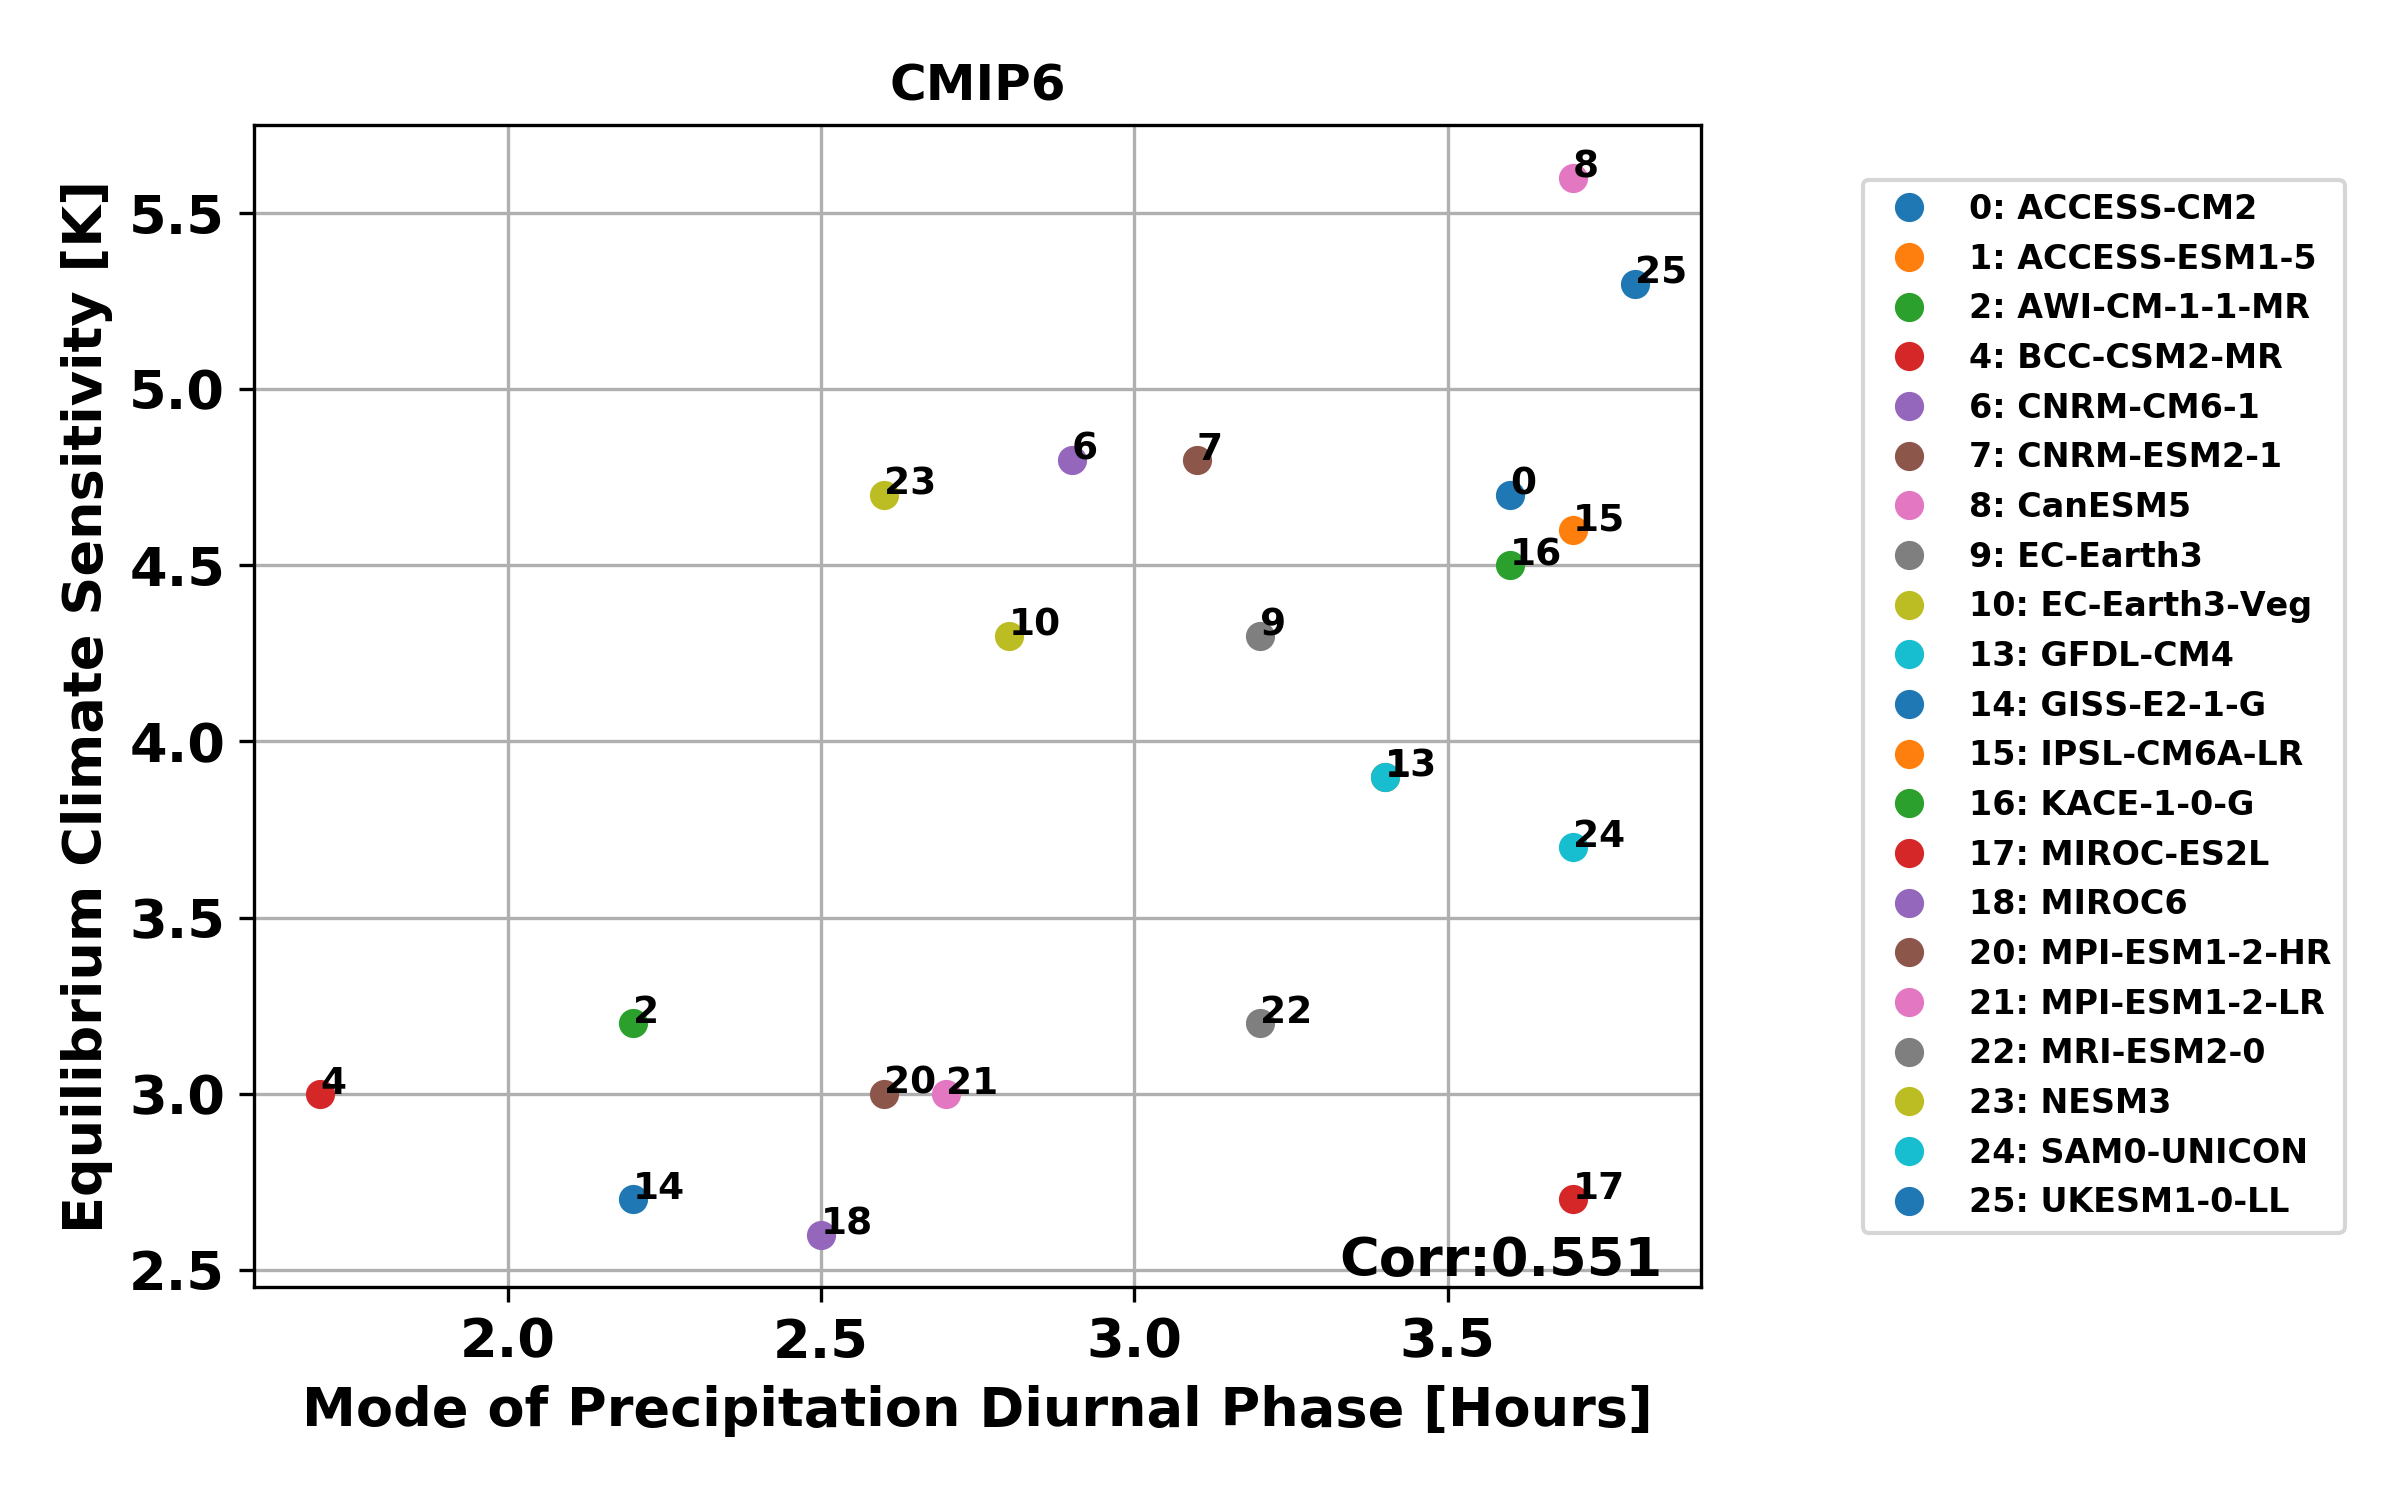 CMIP6
Equilibrium Climate Sensitivity [K]
5.5
5.0
4.5
4.0
3.5
3.0
2.5
8
25
6
7
23
0
15
16
10
9
13
24
2
22
4
20
21
14
17
18
Corr:0.551
2.0
2.5
3.0
3.5
Mode of Precipitation Diurnal Phase [Hours]
0: ACCESS-CM2
1: ACCESS-ESM1-5
2: AWI-CM-1-1-MR
4: BCC-CSM2-MR
6: CNRM-CM6-1
7: CNRM-ESM2-1
8: CanESM5
9: EC-Earth3
10: EC-Earth3-Veg
13: GFDL-CM4
14: GISS-E2-1-G
15: IPSL-CM6A-LR
16: KACE-1-0-G
17: MIROC-ES2L
18: MIROC6
20: MPI-ESM1-2-HR
21: MPI-ESM1-2-LR
22: MRI-ESM2-0
23: NESM3
24: SAM0-UNICON
25: UKESM1-0-LL